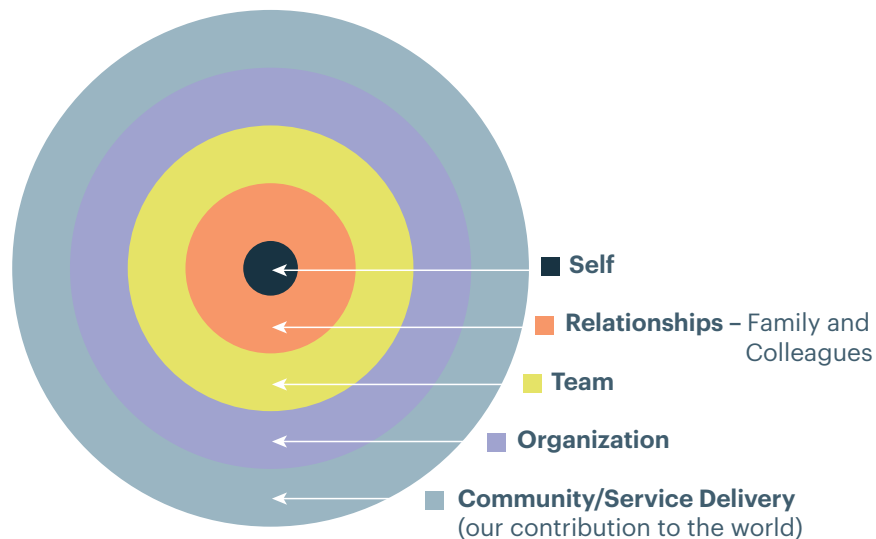 Self
Relationships – Family and
Colleagues
Team
Organization
Community/Service Delivery
(our contribution to the world)